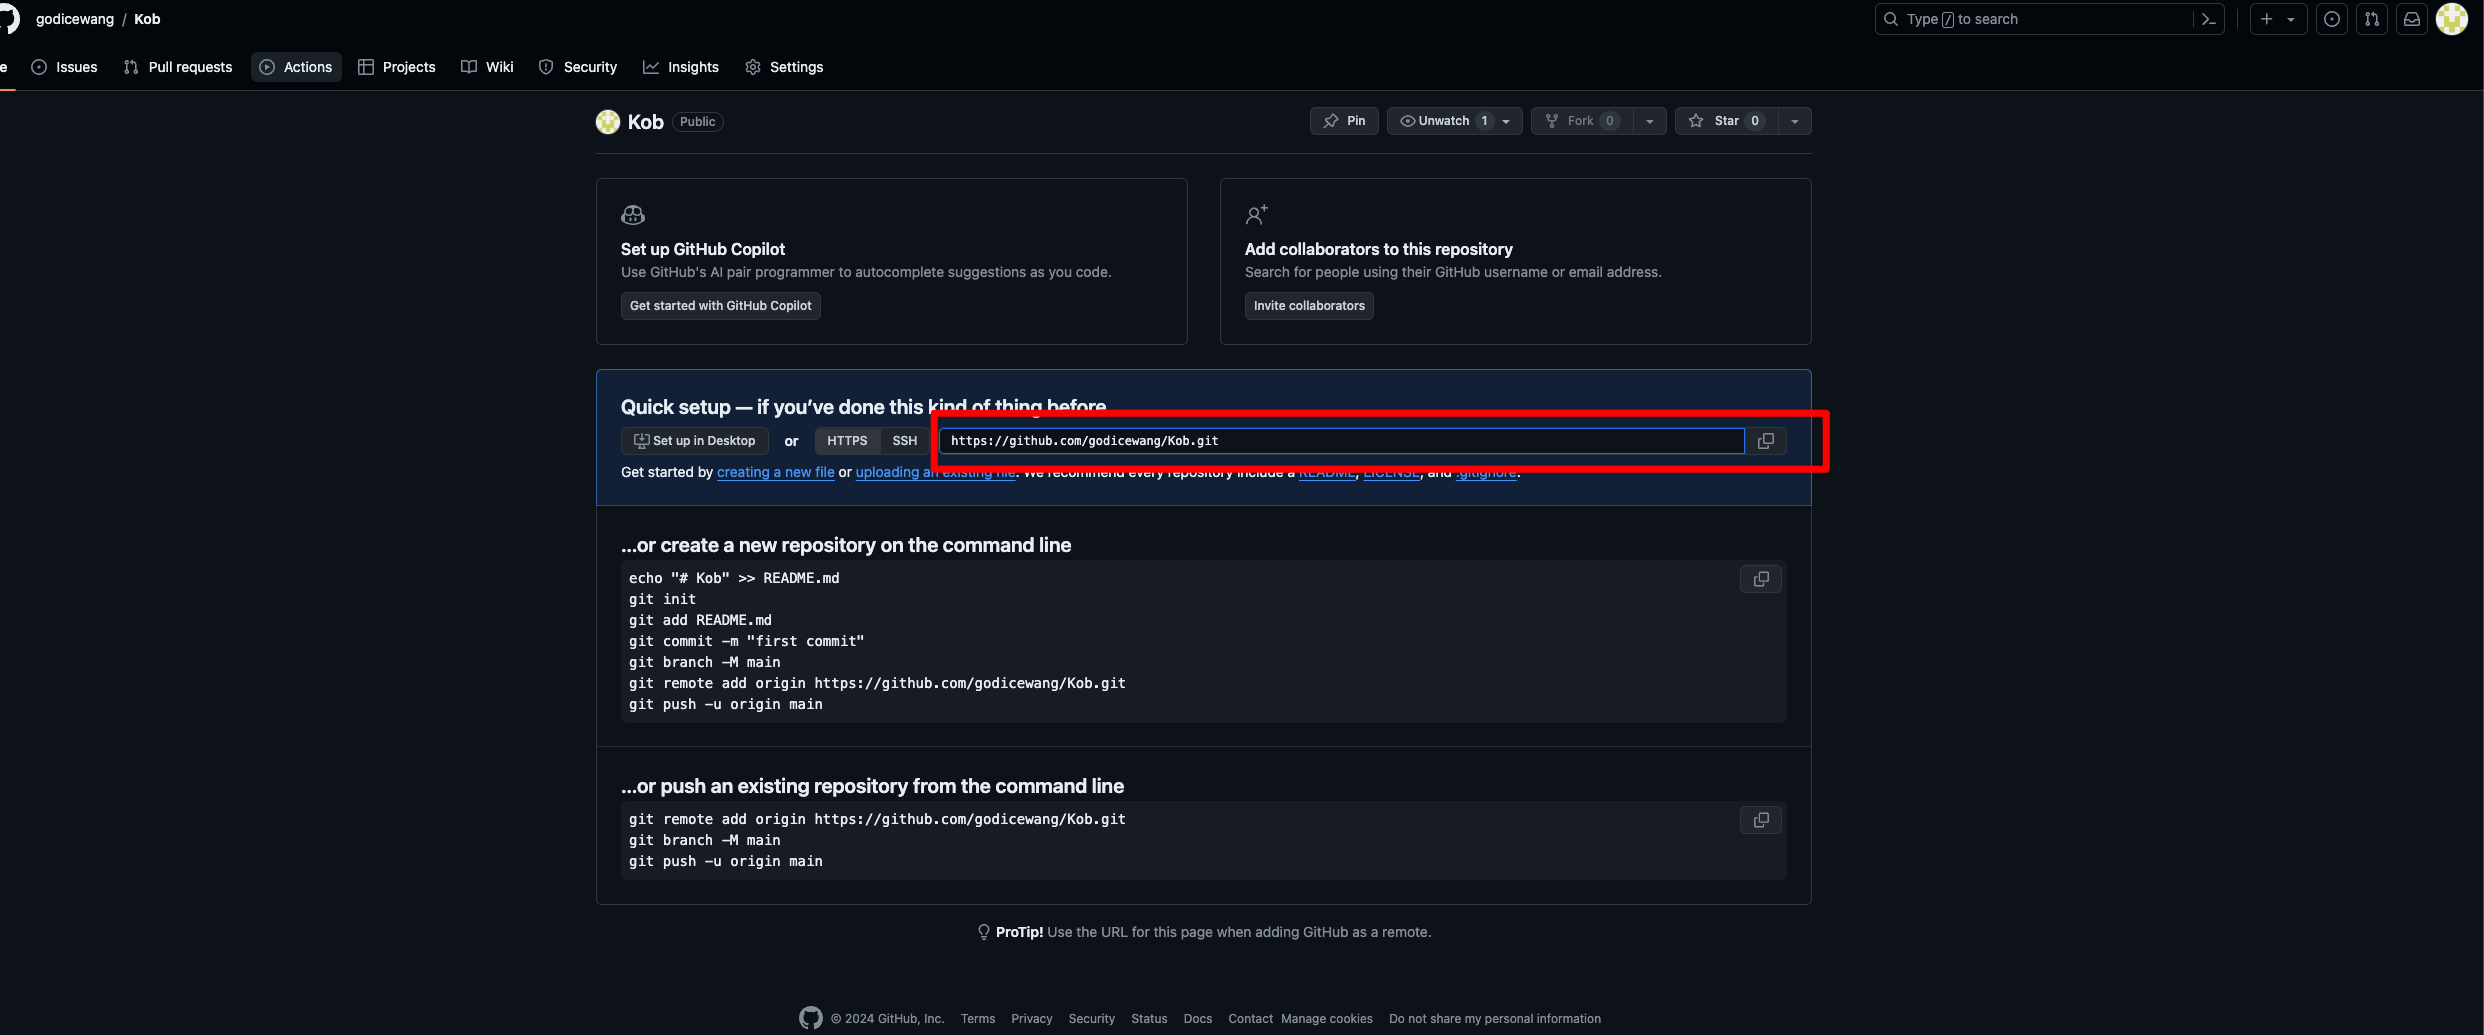 godicewang / Kob
Type / to search
e Issues Pull requests Actions Projects Wiki Security Insights Settings
Kob Public
Pin Unwatch 1 Fork 0 Star 0
Set up GitHub Copilot
Use GitHub's AI pair programmer to autocomplete suggestions as you code.
Get started with GitHub Copilot
Add collaborators to this repository
Search for people using their GitHub username or email address.
Invite collaborators
Quick setup — if you've done this kind of thing before
Set up in Desktop or HTTPS SSH https://github.com/godicewang/Kob.git
Get started by creating a new file or uploading an existing file. We recommend every repository include a README, LICENSE, and .gitignore.
…or create a new repository on the command line
echo "# Kob" >> README.md
git init
git add README.md
git commit -m "first commit"
git branch -M main
git remote add origin https://github.com/godicewang/Kob.git
git push -u origin main
…or push an existing repository from the command line
git remote add origin https://github.com/godicewang/Kob.git
git branch -M main
git push -u origin main
ProTip! Use the URL for this page when adding GitHub as a remote.
© 2024 GitHub, Inc. Terms Privacy Security Status Docs Contact Manage cookies Do not share my personal information